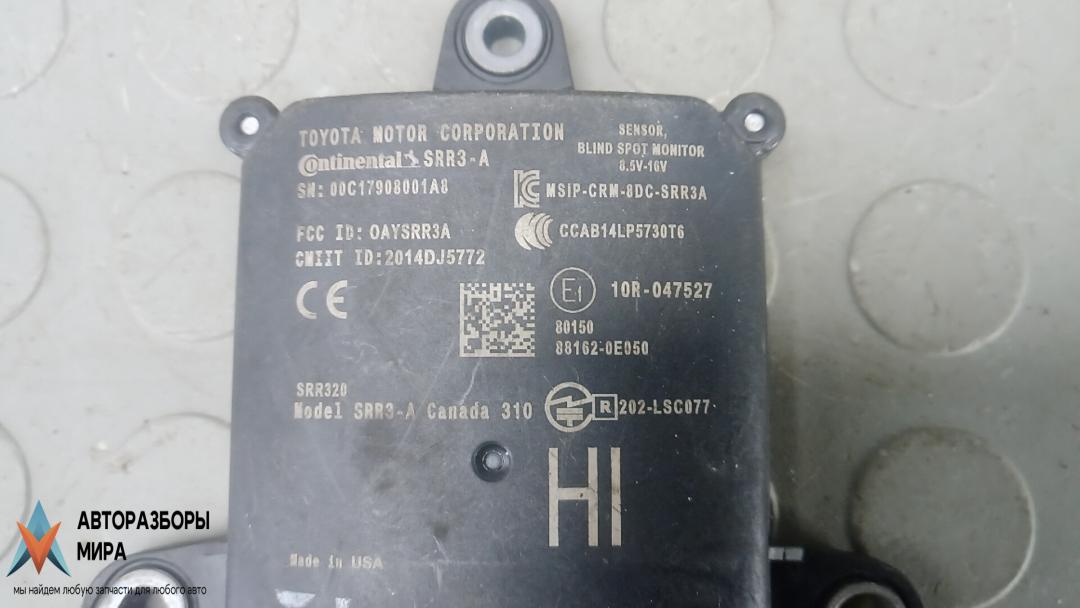 TOYOTA MOTOR CORPORATION
SENSOR,
BLIND SPOT MONITOR
8.5V-16V
Continental SRR3-A
SN: 00C17908001A8
MSIP-CRM-8DC-SRR3A
FCC ID: OAYSRR3A
CCAB14LP5730T6
CMIIT ID:2014DJ5772
CE
E1
10R-047527
80150
88162-0E050
SRR320
Model SRR3-A Canada 310
R 202-LSC077
HI
Made in USA
АВТОРАЗБОРЫ
МИРА
мы найдем любую запчасти для любого авто